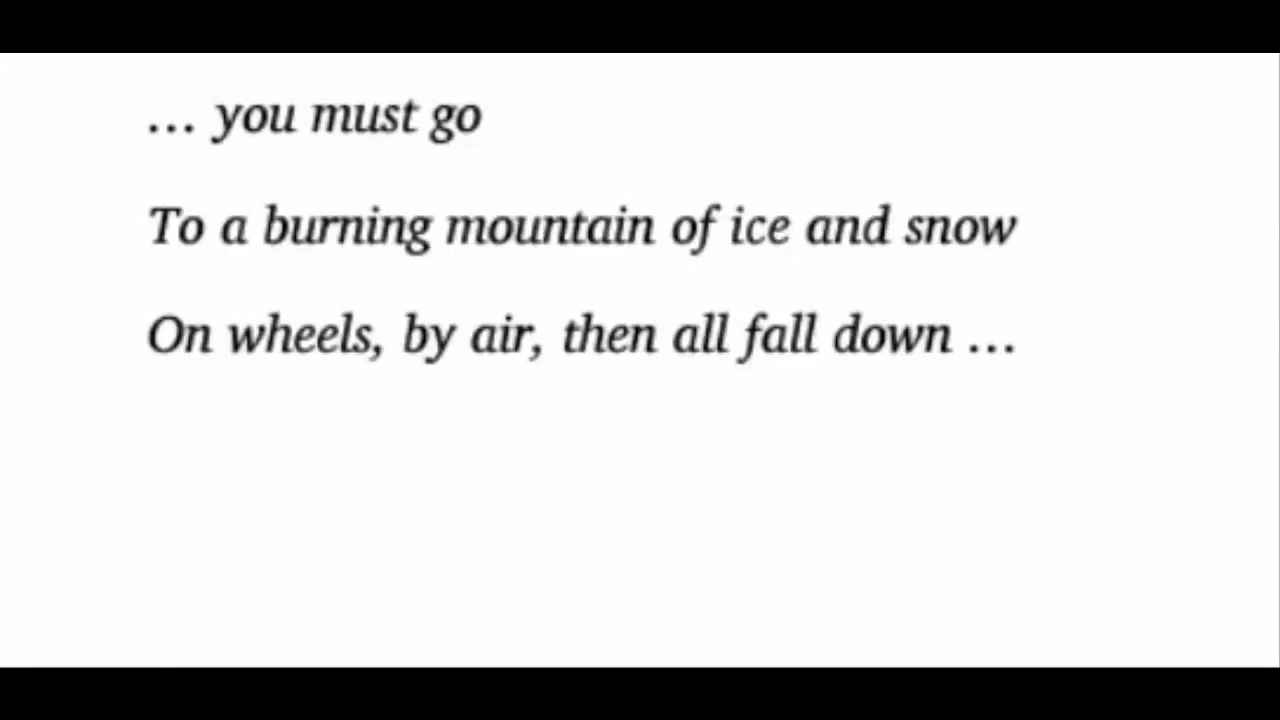 … you must go
To a burning mountain of ice and snow
On wheels, by air, then all fall down …